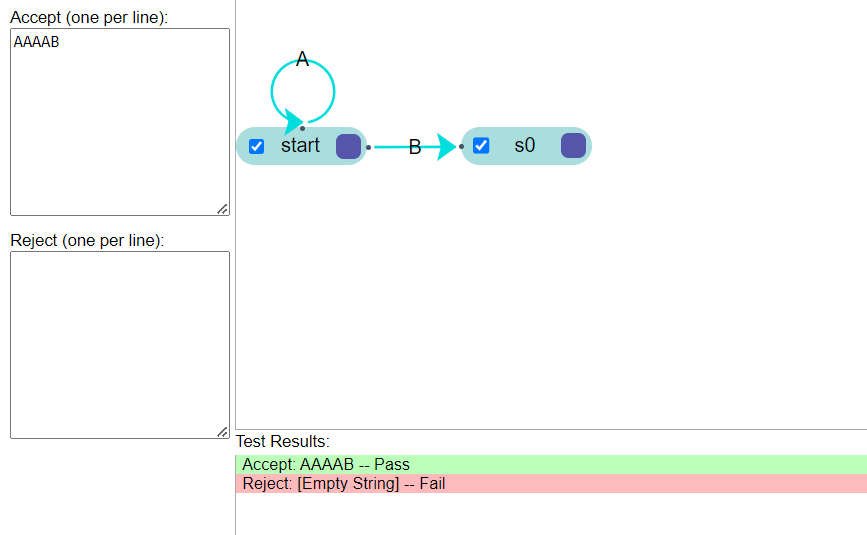 Accept (one per line):
AAAAB
A
start
B
s0
Reject (one per line):
Test Results:
Accept: AAAAB -- Pass
Reject: [Empty String] -- Fail